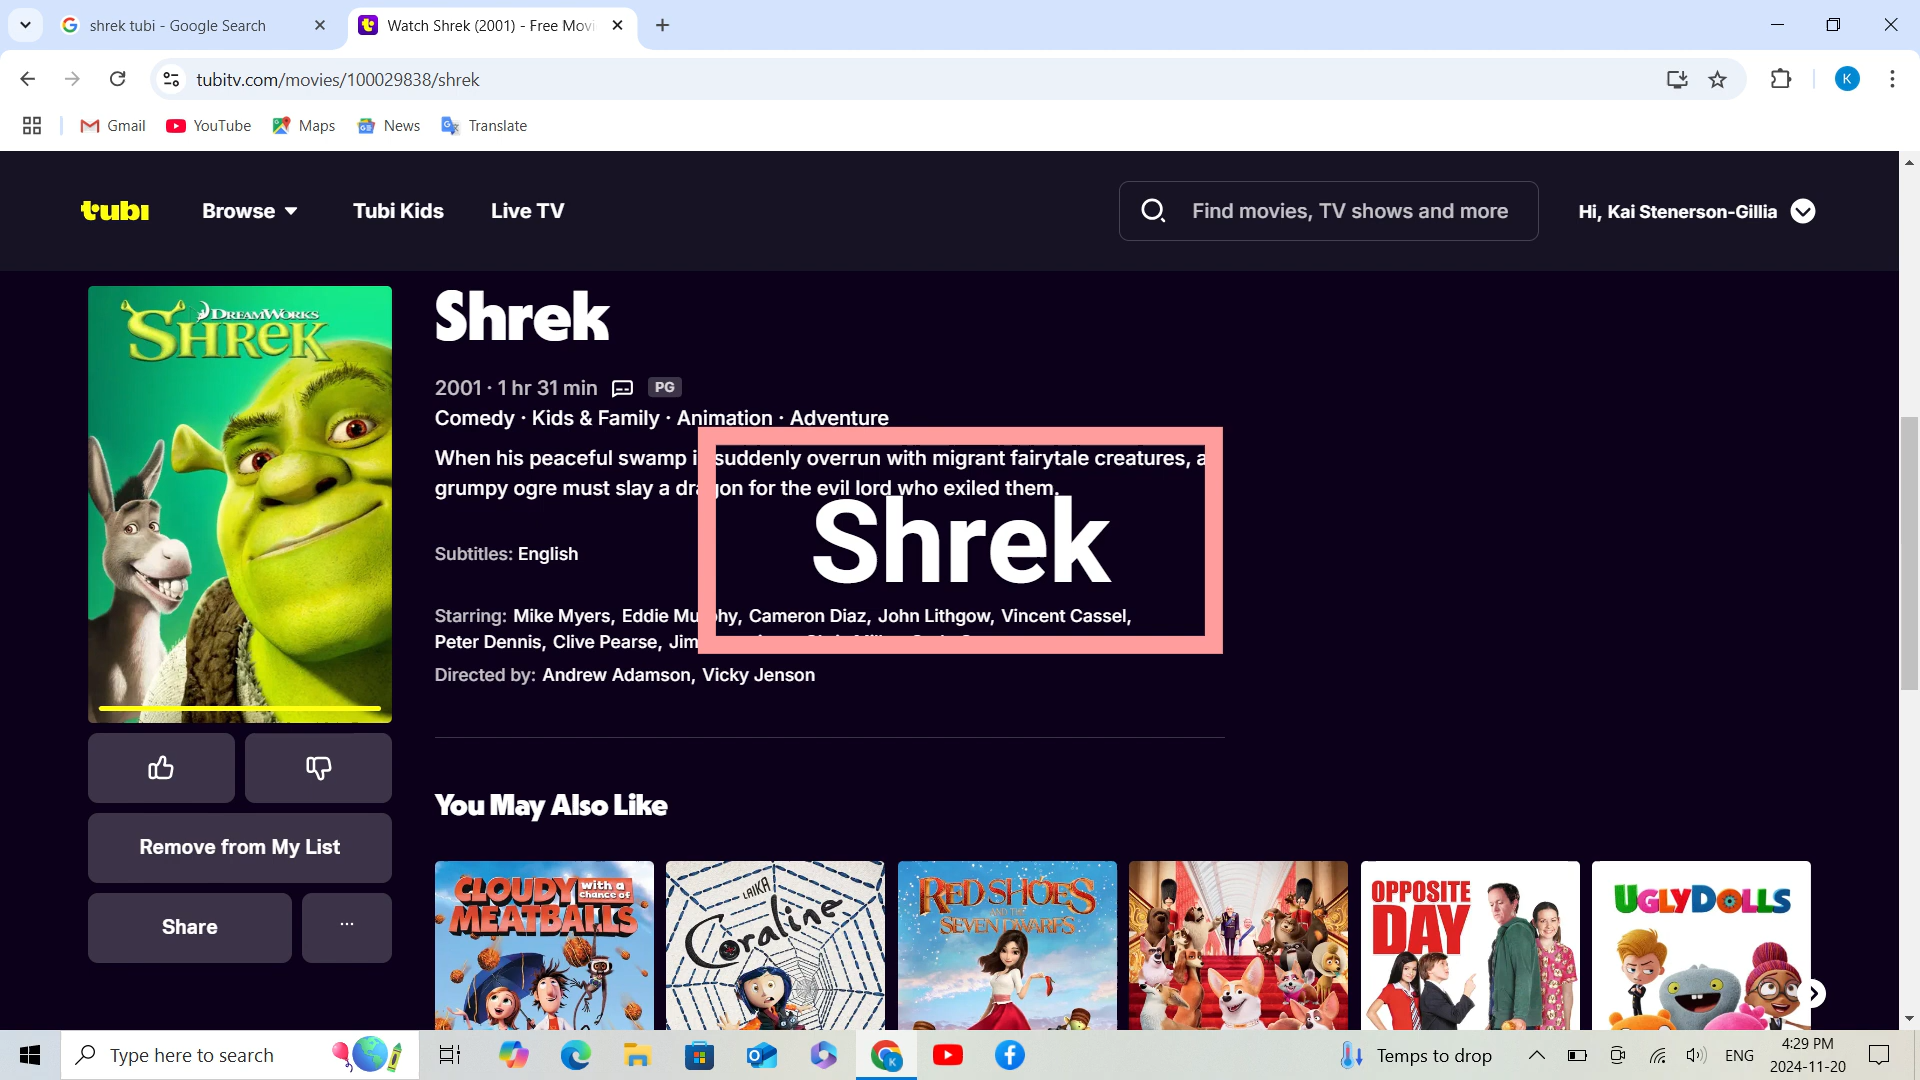 shrek tubi - Google Search
Watch Shrek (2001) - Free Movi
tubitv.com/movies/100029838/shrek
K
Gmail
YouTube
Maps
News
Translate
tubi
Browse
Tubi Kids
Live TV
Find movies, TV shows and more
Hi, Kai Stenerson-Gillia
DREAMWORKS
SHREK
Shrek
2001 · 1 hr 31 min
PG
Comedy · Kids & Family · Animation · Adventure
When his peaceful swamp i suddenly overrun with migrant fairytale creatures, a
grumpy ogre must slay a dragon for the evil lord who exiled them.
Shrek
Subtitles: English
Starring: Mike Myers, Eddie Murphy, Cameron Diaz, John Lithgow, Vincent Cassel,
Peter Dennis, Clive Pearse, Jim
Directed by: Andrew Adamson, Vicky Jenson
Remove from My List
Share
...
You May Also Like
CLOUDY with a chance of MEATBALLS
LAIKA
Coraline
RED SHOES
AND THE
SEVEN DWARFS
OPPOSITE
DAY
UGLYDOLLS
Type here to search
Temps to drop
ENG
4:29 PM
2024-11-20